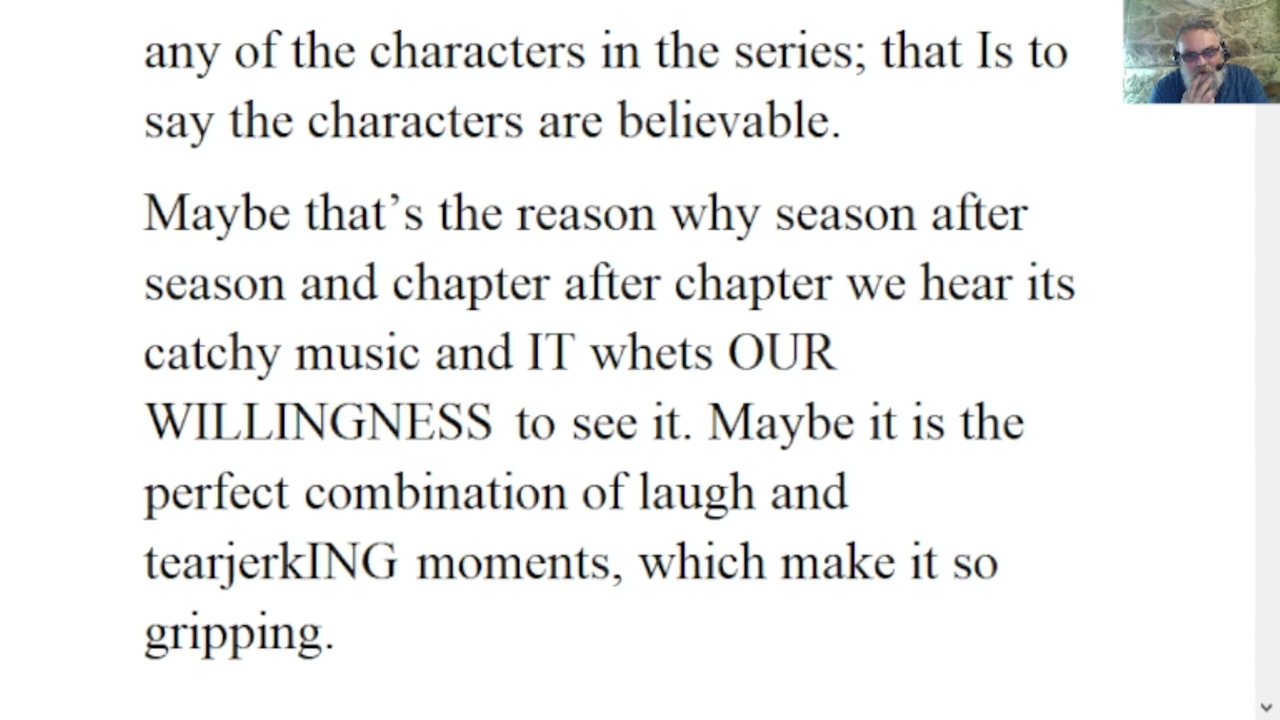 any of the characters in the series; that Is to
say the characters are believable.
Maybe that’s the reason why season after
season and chapter after chapter we hear its
catchy music and IT whets OUR
WILLINGNESS to see it. Maybe it is the
perfect combination of laugh and
tearjerkING moments, which make it so
gripping.